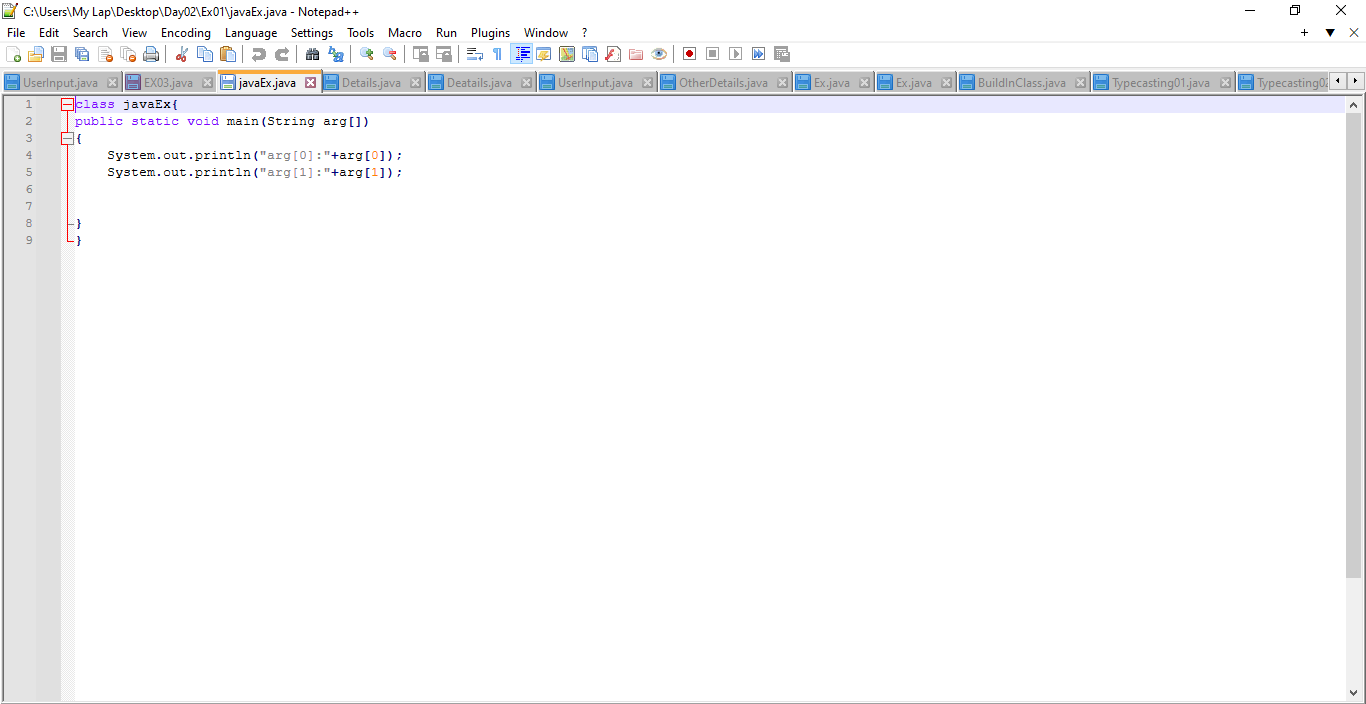 C:\Users\My Lap\Desktop\Day02\Ex01\javaEx.java - Notepad++
File Edit Search View Encoding Language Settings Tools Macro Run Plugins Window ?
UserInput.java EX03.java javaEx.java Details.java Deatails.java UserInput.java OtherDetails.java Ex.java Ex.java BuildInClass.java Typecasting01.java
1 class javaEx{
2 public static void main(String arg[])
3 {
4 System.out.println("arg[0]:"+arg[0]);
5 System.out.println("arg[1]:"+arg[1]);
6
7
8 }
9 }